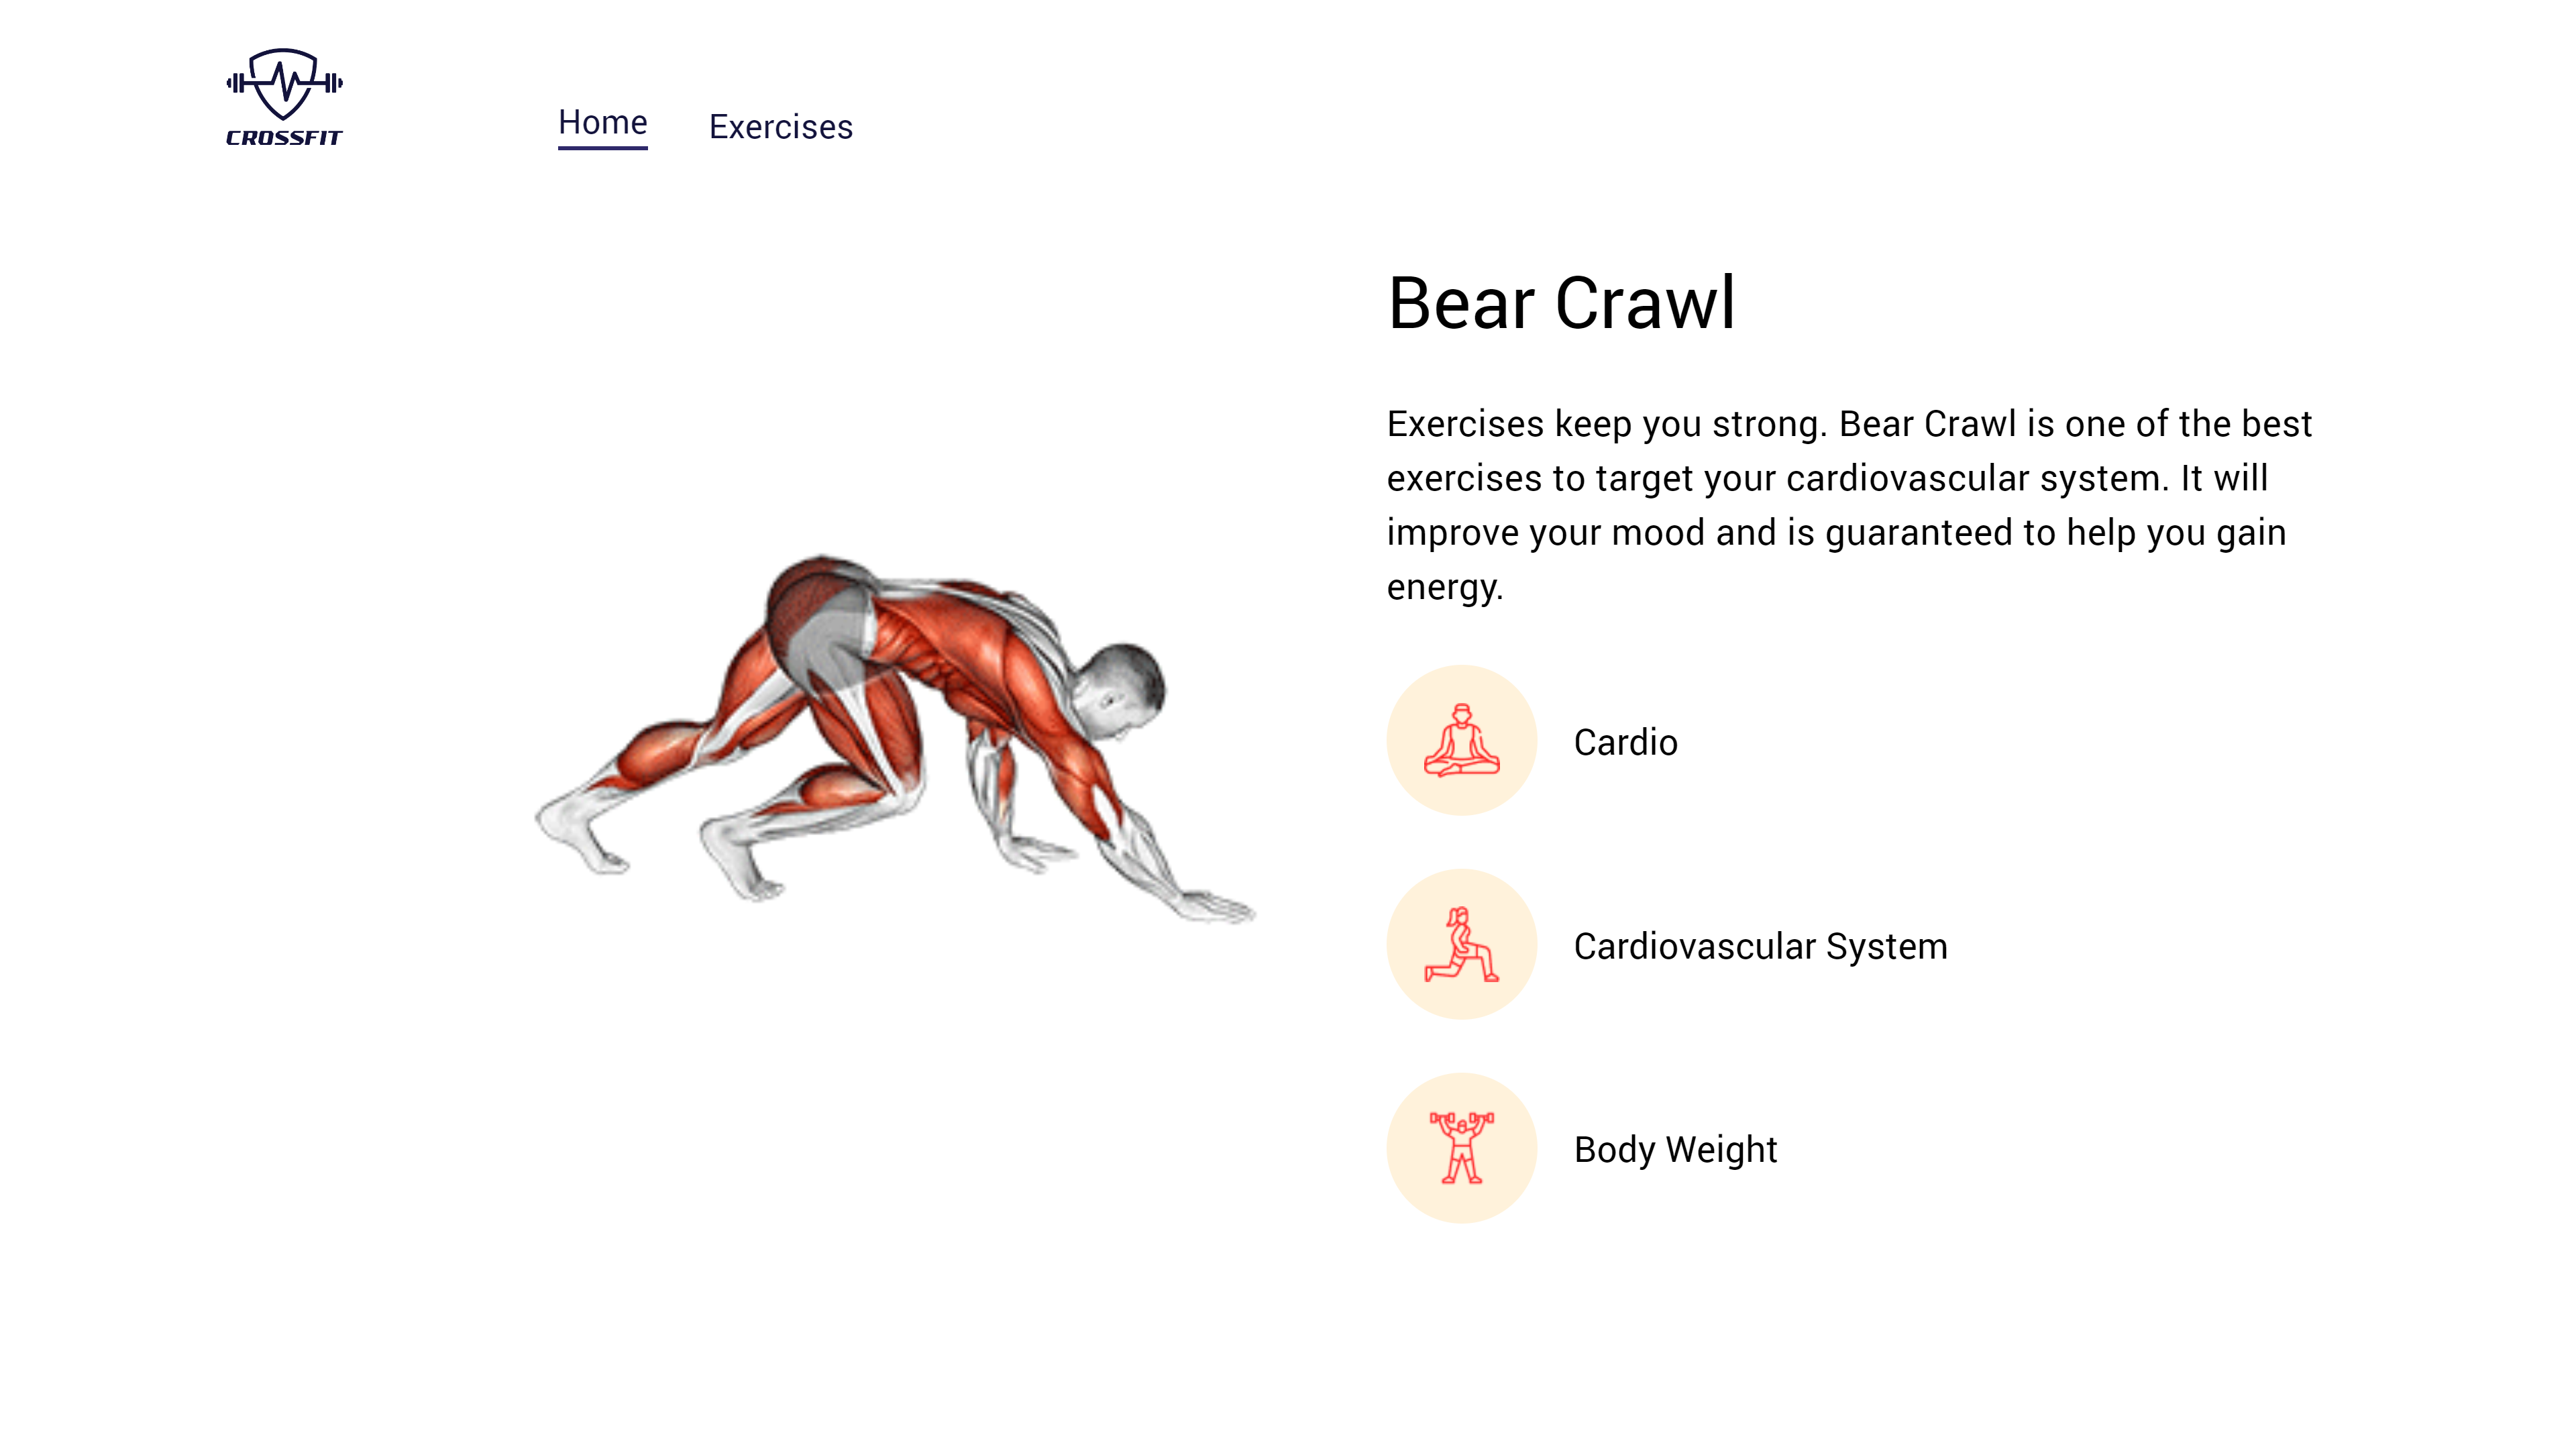 CROSSFIT
Home
Exercises
Bear Crawl
Exercises keep you strong. Bear Crawl is one of the best
exercises to target your cardiovascular system. It will
improve your mood and is guaranteed to help you gain
energy.
Cardio
Cardiovascular System
Body Weight